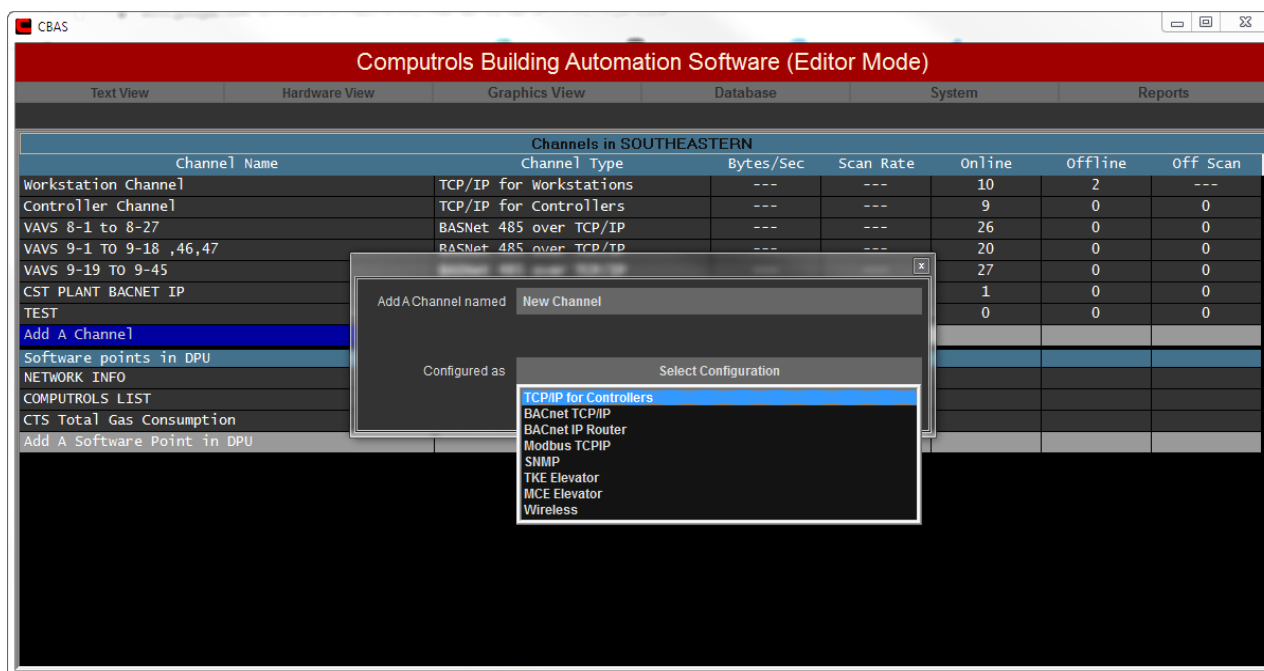 CBAS
Computrols Building Automation Software (Editor Mode)
Text View Hardware View Graphics View Database System Reports
Channels in SOUTHEASTERN
Channel Name Channel Type Bytes/Sec Scan Rate Online Offline Off Scan
Workstation Channel TCP/IP for Workstations --- --- 10 2 ---
Controller Channel TCP/IP for Controllers --- --- 9 0 0
VAVS 8-1 to 8-27 BASNet 485 over TCP/IP --- --- 26 0 0
VAVS 9-1 TO 9-18 ,46,47 BASNet 485 over TCP/IP --- --- 20 0 0
VAVS 9-19 TO 9-45 27 0 0
CST PLANT BACNET IP 1 0 0
TEST 0 0 0
Add A Channel
Software points in DPU
NETWORK INFO
COMPUTROLS LIST
CTS Total Gas Consumption
Add A Software Point in DPU
x
Add A Channel named New Channel
Configured as Select Configuration
TCP/IP for Controllers
BACnet TCP/IP
BACnet IP Router
Modbus TCPIP
SNMP
TKE Elevator
MCE Elevator
Wireless